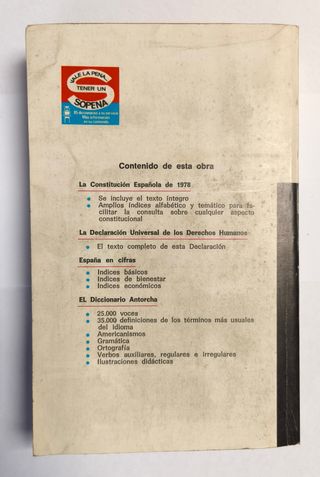 VALE LA PENA...
TENER UN
SOPENA
Contenido de esta obra
La Constitución Española de 1978
Se incluye el texto íntegro
Amplios índices alfabético y temático para fa-
cilitar la consulta sobre cualquier aspecto
constitucional
La Declaración Universal de los Derechos Humanos
El texto completo de esta Declaración
España en cifras
Indices básicos
Indices de bienestar
Indices económicos
EL Diccionario Antorcha
25.000 voces
35.000 definiciones de los términos más usuales
del idioma
Americanismos
Gramática
Ortografía
Verbos auxiliares, regulares e irregulares
Ilustraciones didácticas